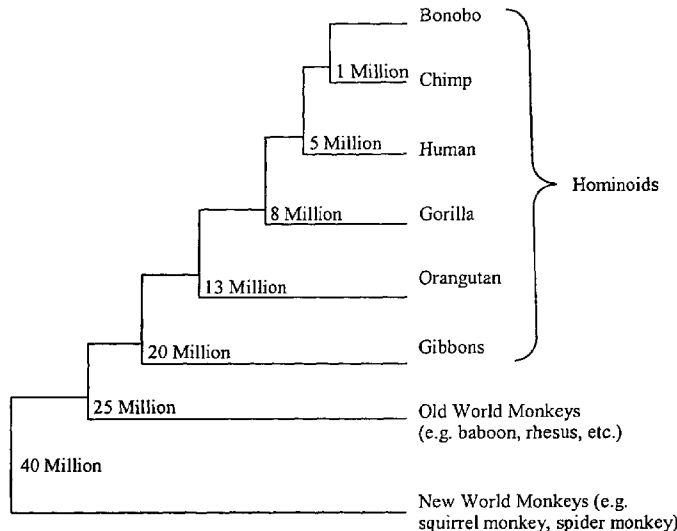 Bonobo
1 Million
Chimp
5 Million
Human
Hominoids
8 Million
Gorilla
13 Million
Orangutan
20 Million
Gibbons
25 Million
Old World Monkeys
(e.g. baboon, rhesus, etc.)
40 Million
New World Monkeys (e.g.
squirrel monkey, spider monkey)